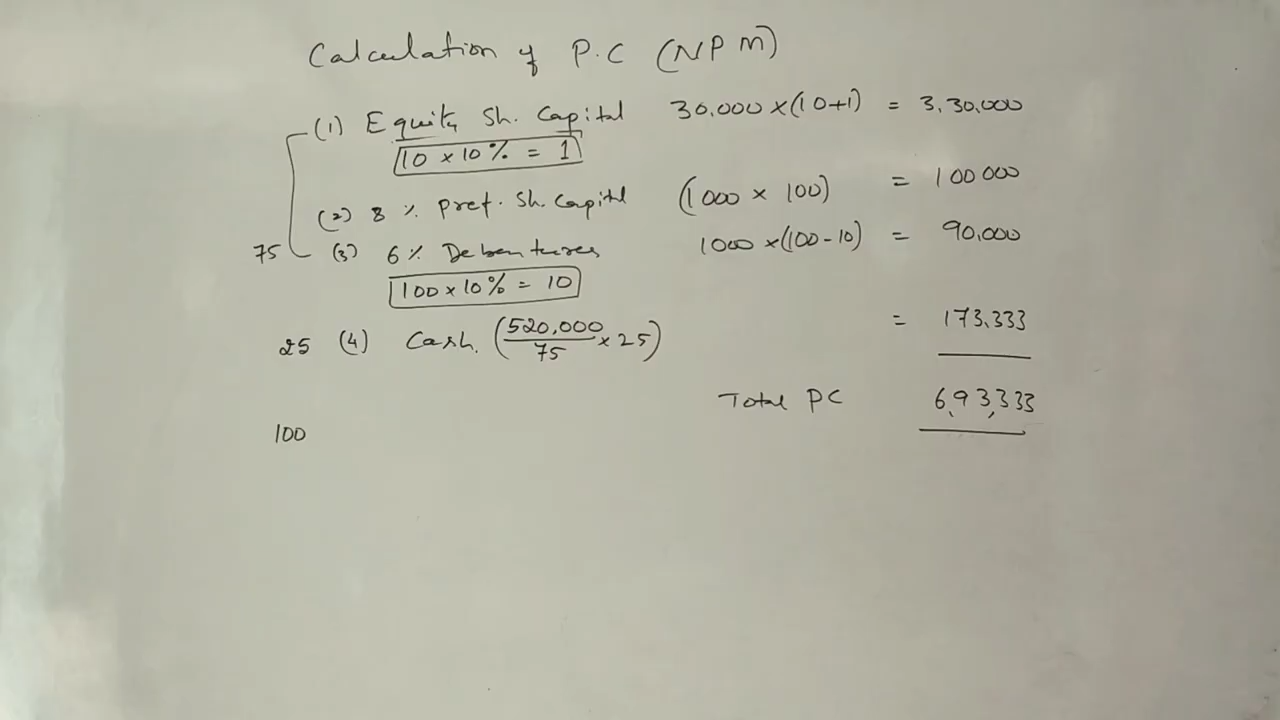 Calculation of P.C (NPM)
(1) Equity Sh. Capital 30,000 × (10+1) = 3,30,000
10 × 10% = 1
(2) 8 % Pref. Sh. Capital (1000 × 100) = 100000
75 (3) 6 % Debentures 1000 × (100 - 10) = 90,000
100 × 10% = 10
25 (4) Cash. (520,000/75 × 25) = 173,333
Total PC 6,93,333
100